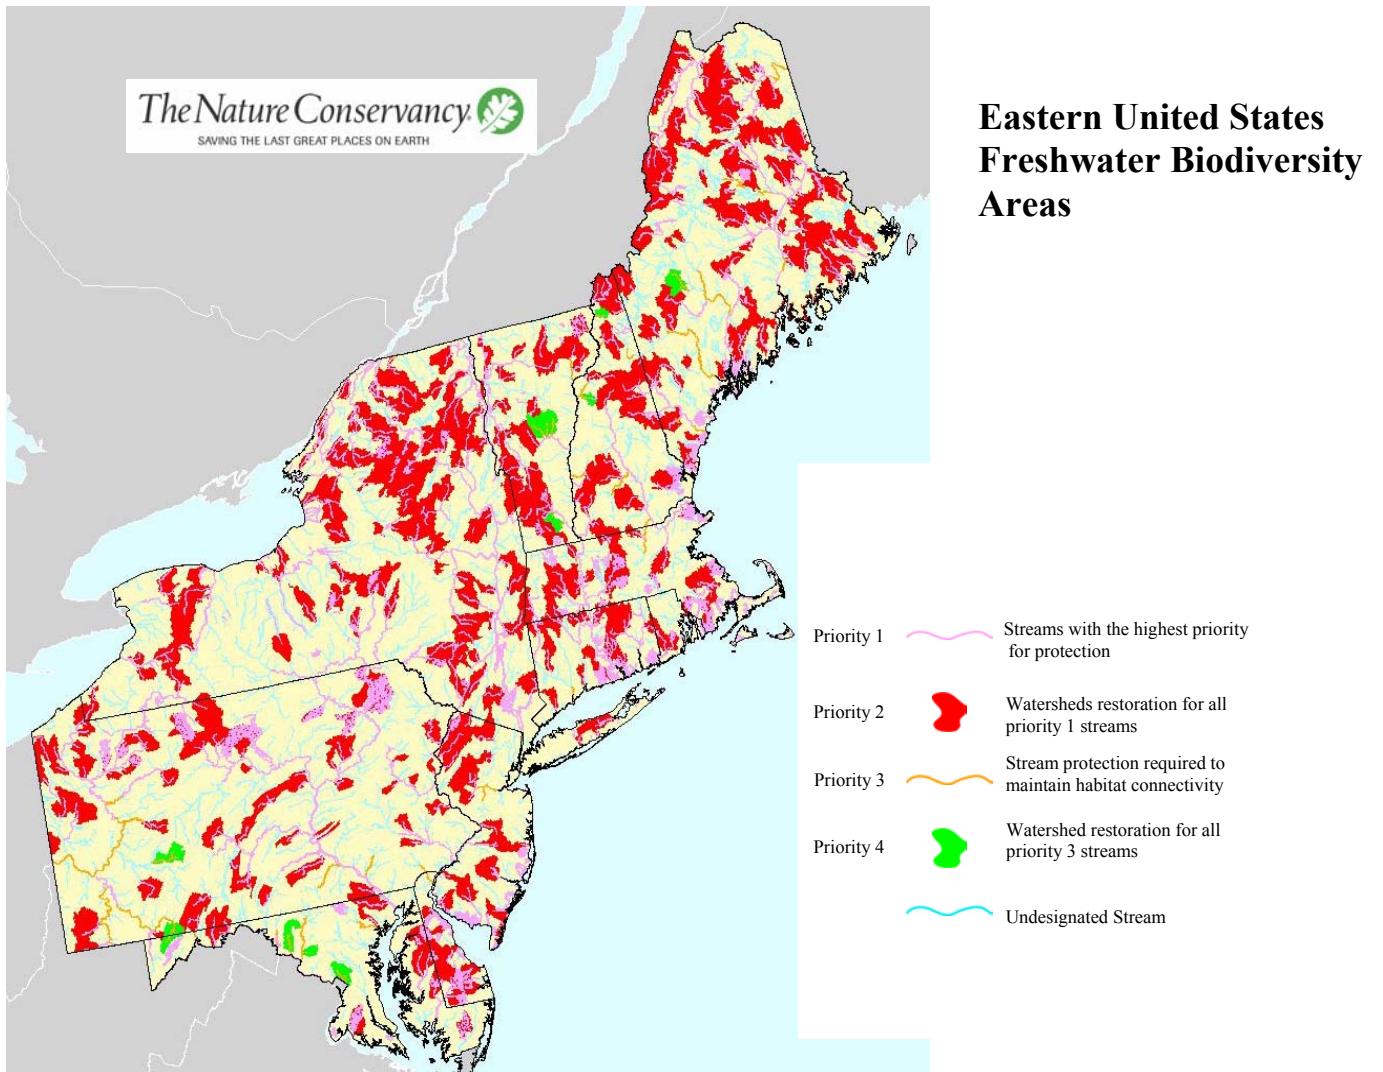 The Nature Conservancy.
SAVING THE LAST GREAT PLACES ON EARTH
Eastern United States
Freshwater Biodiversity
Areas
Priority 1
Streams with the highest priority
for protection
Priority 2
Watersheds restoration for all
priority 1 streams
Priority 3
Stream protection required to
maintain habitat connectivity
Priority 4
Watershed restoration for all
priority 3 streams
Undesignated Stream